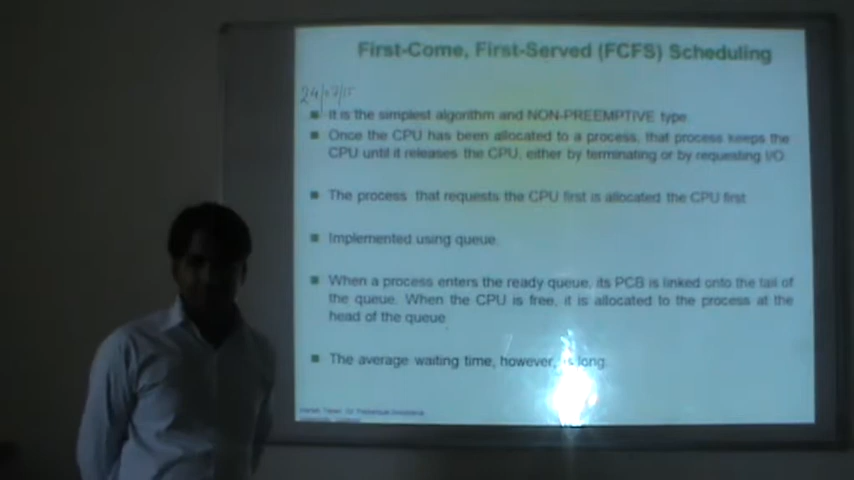 First-Come, First-Served (FCFS) Scheduling
It is the simplest algorithm and NON-PREEMPTIVE type.
Once the CPU has been allocated to a process, that process keeps the
CPU until it releases the CPU, either by terminating or by requesting I/O
The process that requests the CPU first is allocated the CPU first
Implemented using queue.
When a process enters the ready queue, its PCB is linked onto the tail of
the queue. When the CPU is free, it is allocated to the process at the
head of the queue
The average waiting time, however, is long.